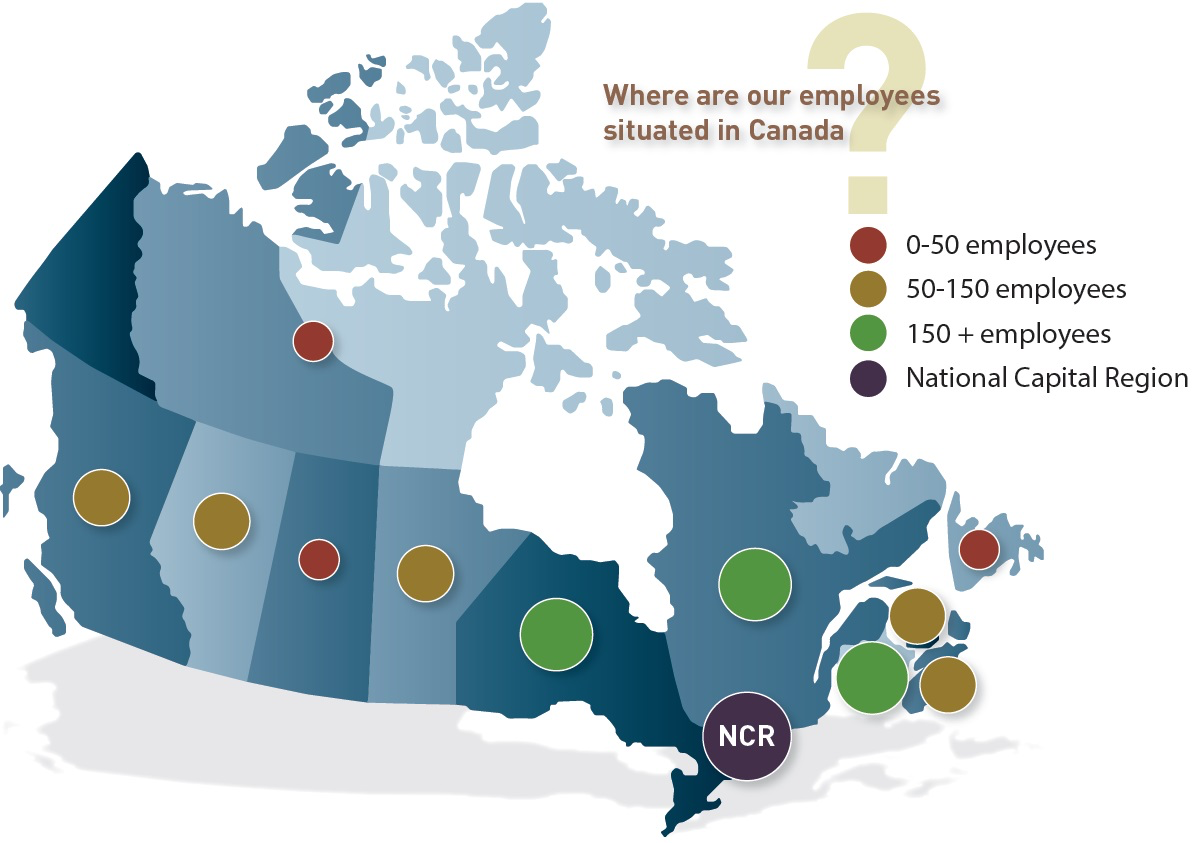 Where are our employees
situated in Canada
?
0-50 employees
50-150 employees
150 + employees
National Capital Region
NCR